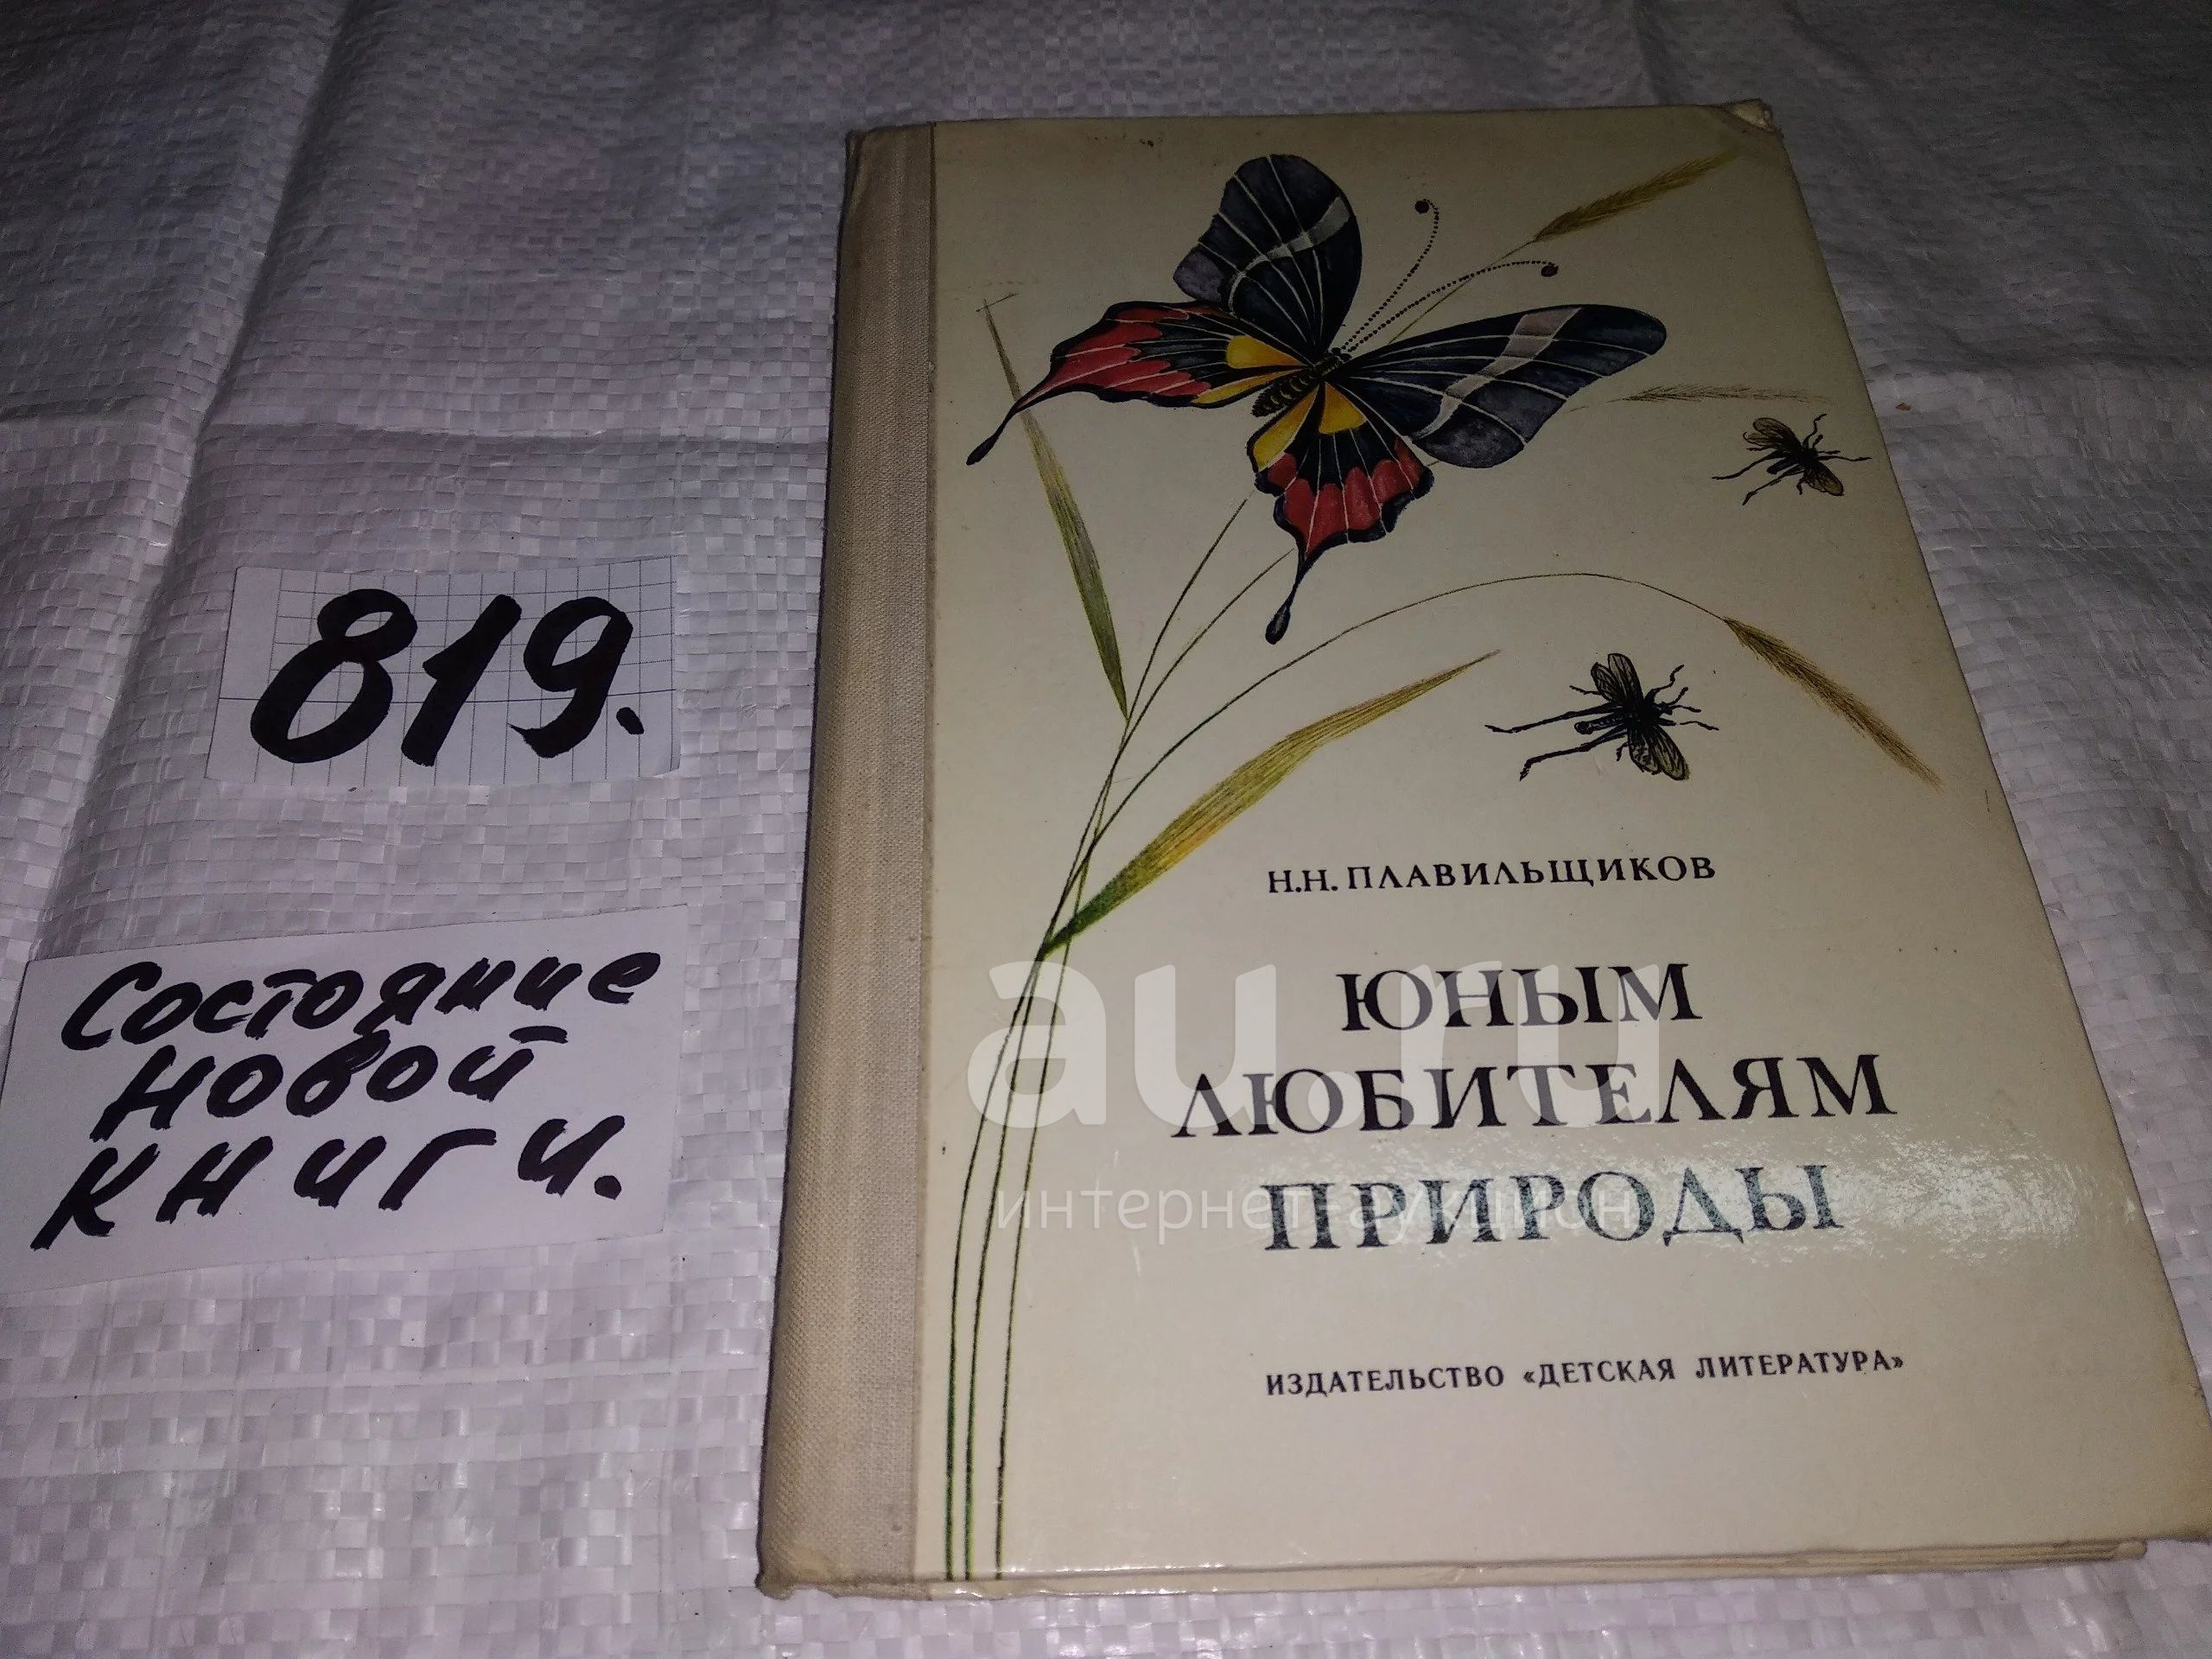 819.
Состояние
новой
книги.
Н.Н. ПЛАВИЛЬЩИКОВ
ЮНЫМ
ЛЮБИТЕЛЯМ
ПРИРОДЫ
ИЗДАТЕЛЬСТВО «ДЕТСКАЯ ЛИТЕРАТУРА»
au.ru
интернет-аукцион